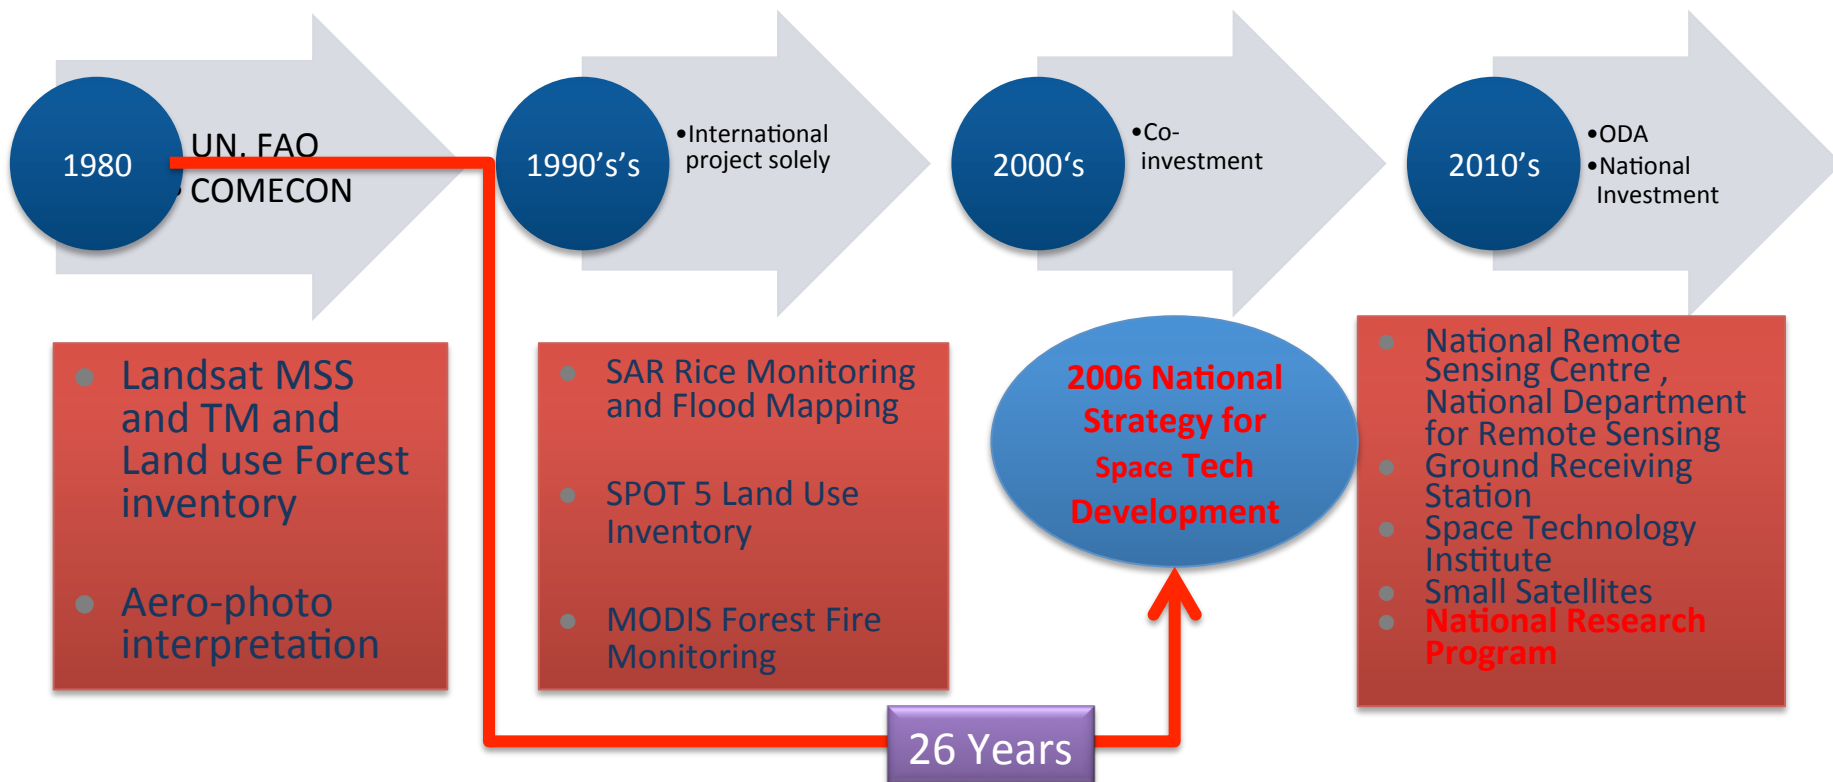 1980
UN. FAO
• COMECON
1990's's
•International
project solely
2000‘s
•Co-
investment
2010's
•ODA
•National
Investment
● Landsat MSS
and TM and
Land use Forest
inventory
● Aero-photo
interpretation
● SAR Rice Monitoring
and Flood Mapping
● SPOT 5 Land Use
Inventory
● MODIS Forest Fire
Monitoring
2006 National
Strategy for
Space Tech
Development
● National Remote
Sensing Centre ,
National Department
for Remote Sensing
● Ground Receiving
Station
● Space Technology
Institute
● Small Satellites
● National Research
Program
26 Years